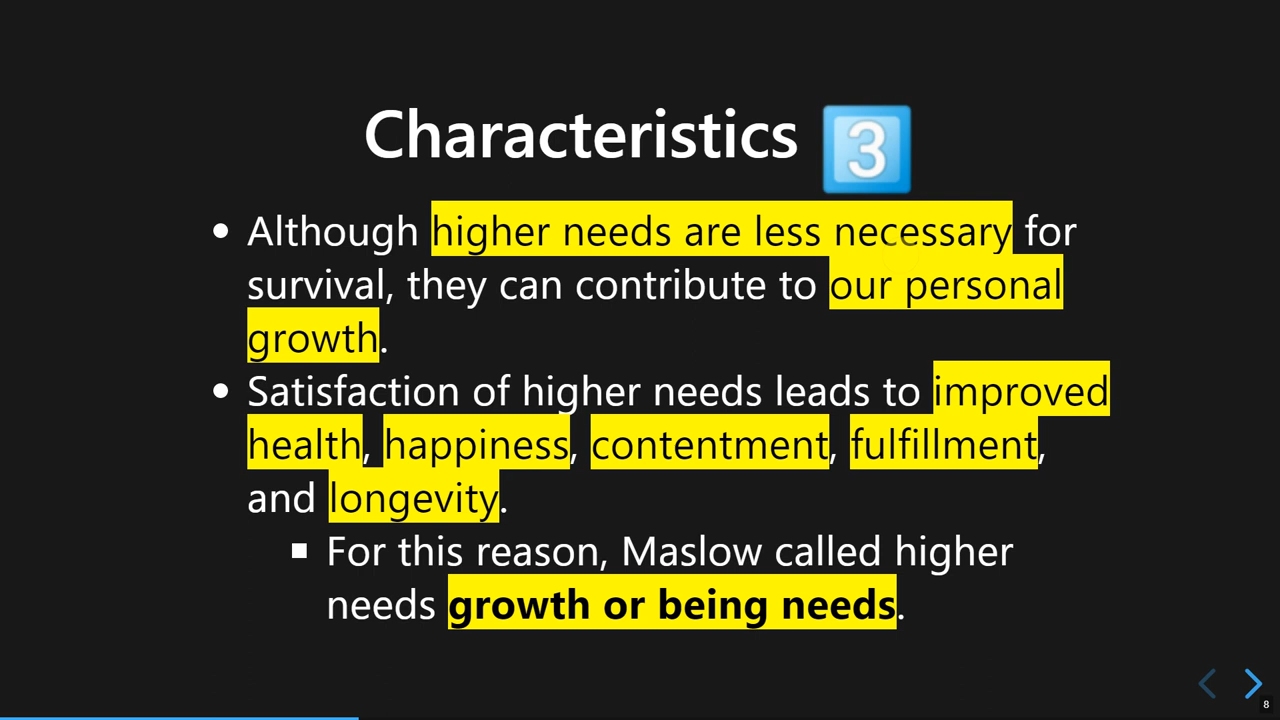 Characteristics 3️⃣
• Although higher needs are less necessary for
survival, they can contribute to our personal
growth.
• Satisfaction of higher needs leads to improved
health, happiness, contentment, fulfillment,
and longevity.
▪ For this reason, Maslow called higher
needs growth or being needs.
8